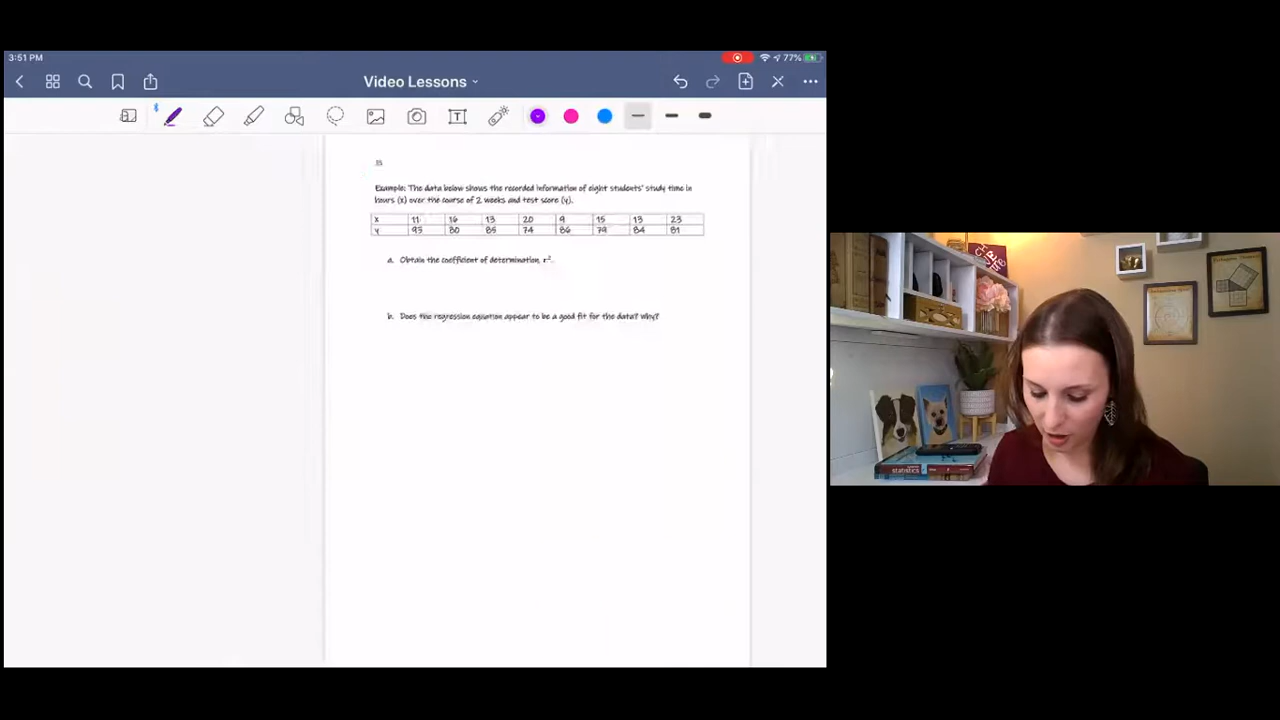 3:51 PM
77%
Video Lessons
T
Example: The data below shows the recorded information of eight students' study time in
hours (x) over the course of 2 weeks and test score (y).
x 11 16 13 20 9 15 13 23
y 95 80 85 74 86 79 84 81
a. Obtain the coefficient of determination, r².
b. Does the regression equation appear to be a good fit for the data? Why?
statistics